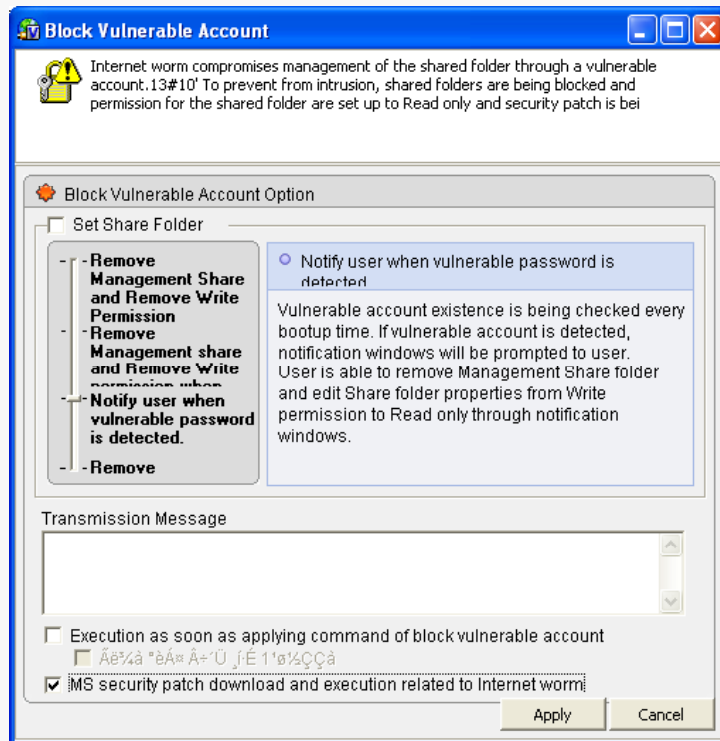 Block Vulnerable Account
Internet worm compromises management of the shared folder through a vulnerable
account.13#10' To prevent from intrusion, shared folders are being blocked and
permission for the shared folder are set up to Read only and security patch is bei
Block Vulnerable Account Option
Set Share Folder
Remove
Management Share
and Remove Write
Permission
Remove
Management share
and Remove Write
permission when
Notify user when
vulnerable password
is detected.
Remove
Notify user when vulnerable password is
detected
Vulnerable account existence is being checked every
bootup time. If vulnerable account is detected,
notification windows will be prompted to user.
User is able to remove Management Share folder
and edit Share folder properties from Write
permission to Read only through notification
windows.
Transmission Message
Execution as soon as applying command of block vulnerable account
MS security patch download and execution related to Internet worm
Apply
Cancel